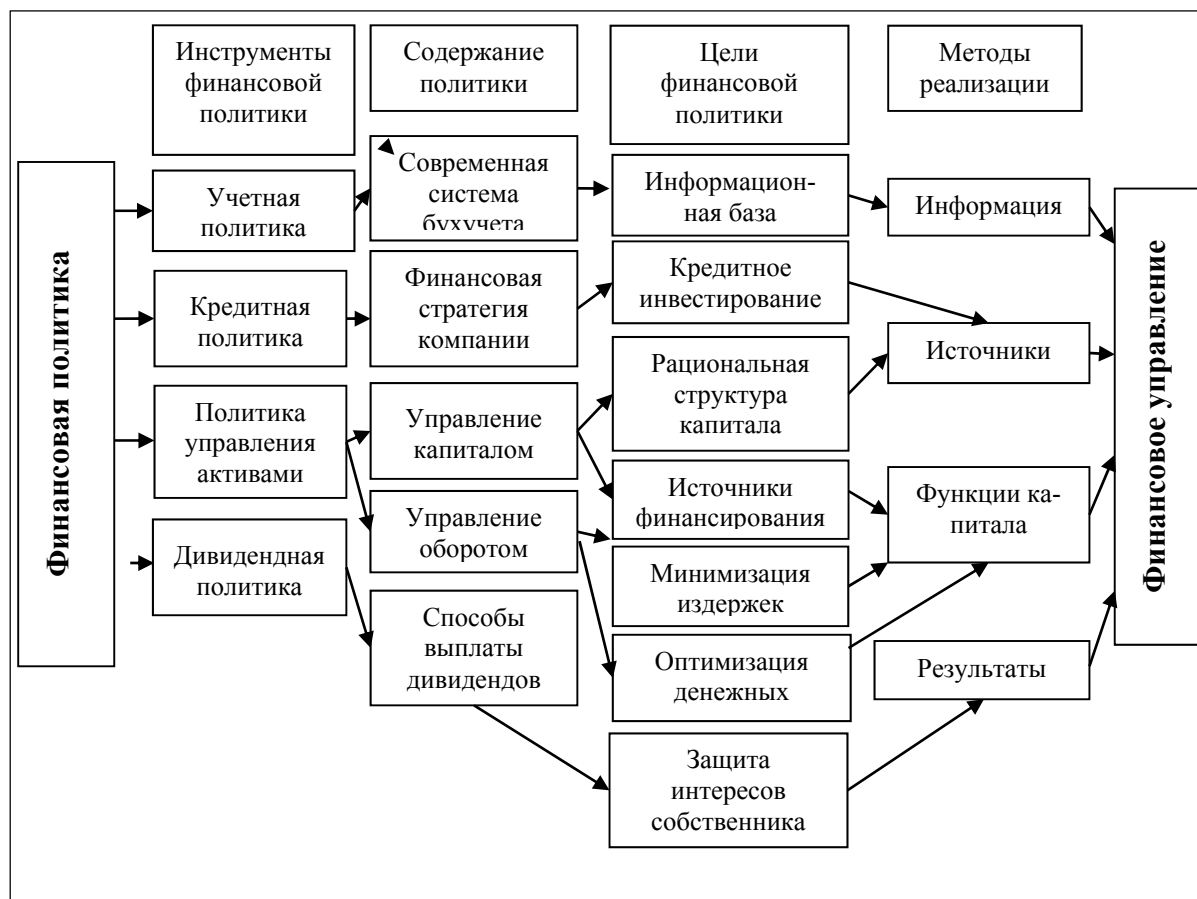 Инструменты
финансовой
политики
Содержание
политики
Цели
финансовой
политики
Методы
реализации
Финансовая политика
Учетная
политика
Кредитная
политика
Политика
управления
активами
Дивидендная
политика
Современная
система
бухучета
Финансовая
стратегия
компании
Управление
капиталом
Управление
оборотом
Способы
выплаты
дивидендов
Информацион-
ная база
Кредитное
инвестирование
Рациональная
структура
капитала
Источники
финансирования
Минимизация
издержек
Оптимизация
денежных
Защита
интересов
собственника
Информация
Источники
Функции ка-
питала
Результаты
Финансовое управление